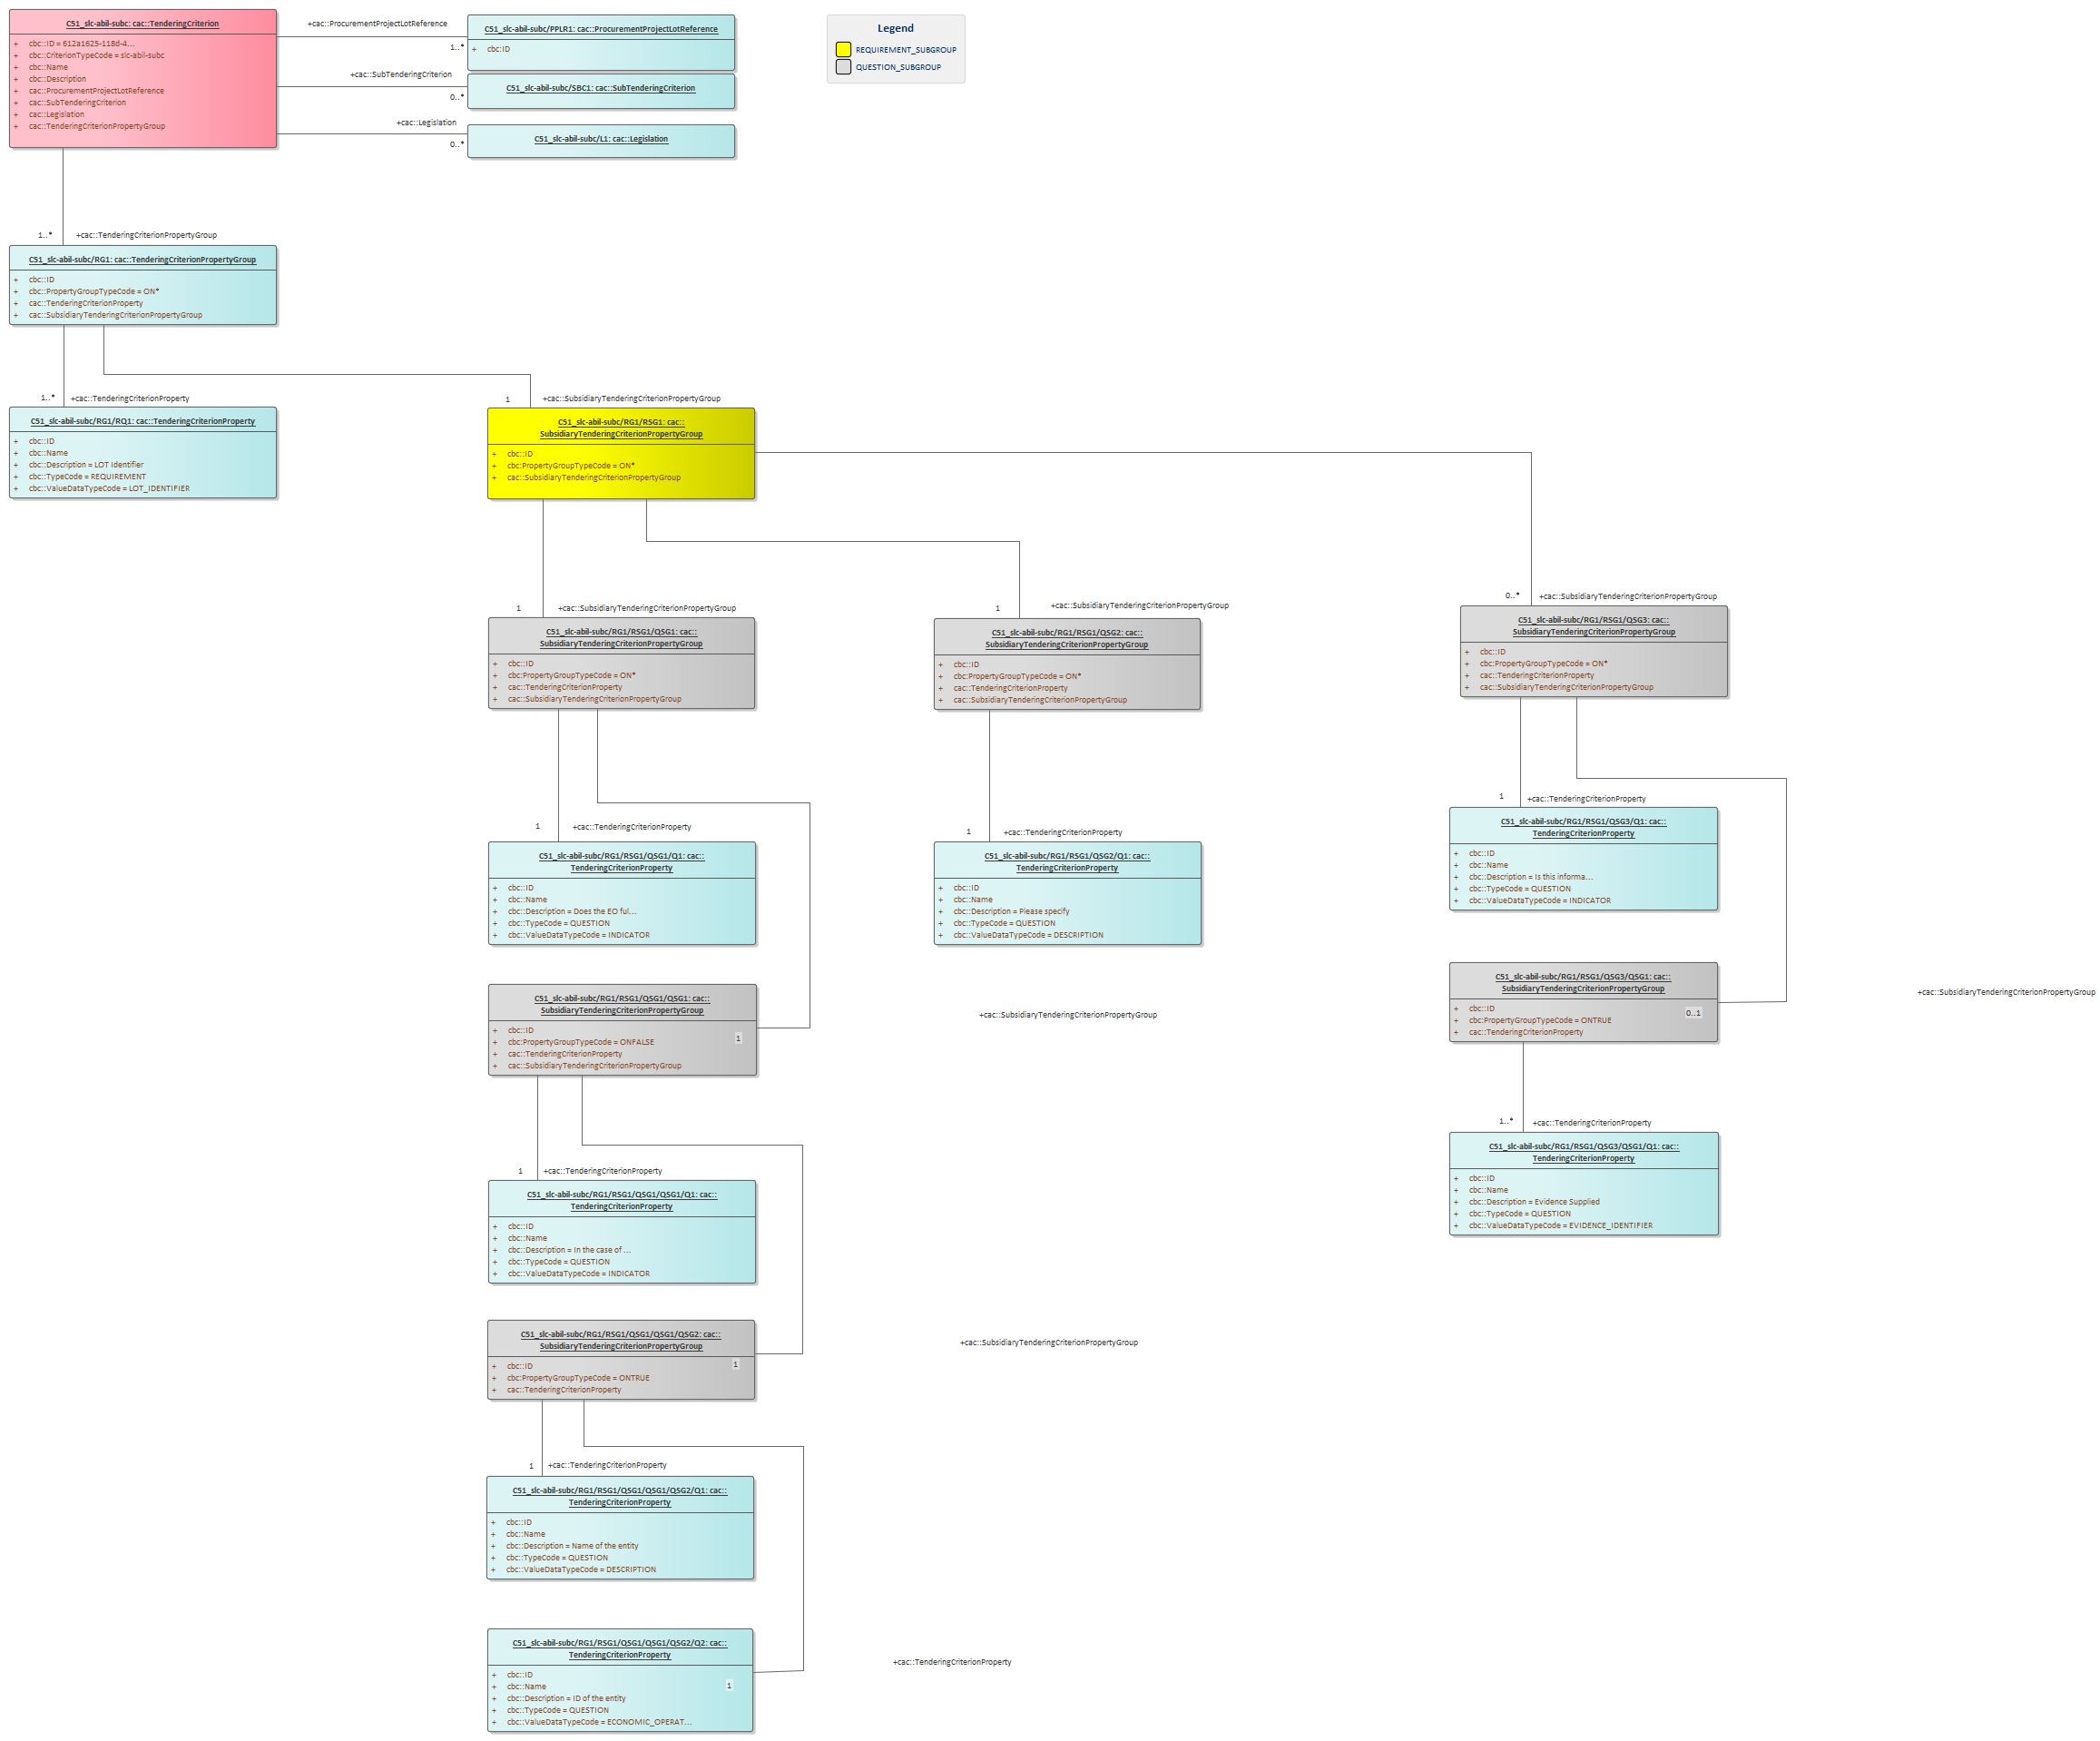 C51_slc-abil-subc: cac::TenderingCriterion
+ cbc::ID = 612a1625-118d-4...
+ cbc::CriterionTypeCode = slc-abil-subc
+ cbc::Name
+ cbc::Description
+ cac::ProcurementProjectLotReference
+ cac::SubTenderingCriterion
+ cac::Legislation
+ cac::TenderingCriterionPropertyGroup
+cac::ProcurementProjectLotReference
1..*
C51_slc-abil-subc/PPLR1: cac::ProcurementProjectLotReference
+ cbc:ID
+cac::SubTenderingCriterion
0..*
C51_slc-abil-subc/SBC1: cac::SubTenderingCriterion
+cac::Legislation
0..*
C51_slc-abil-subc/L1: cac::Legislation
Legend
REQUIREMENT_SUBGROUP
QUESTION_SUBGROUP
1..* +cac::TenderingCriterionPropertyGroup
C51_slc-abil-subc/RG1: cac::TenderingCriterionPropertyGroup
+ cbc::ID
+ cbc::PropertyGroupTypeCode = ON*
+ cac::TenderingCriterionProperty
+ cac::SubsidiaryTenderingCriterionPropertyGroup
1..* +cac::TenderingCriterionProperty
C51_slc-abil-subc/RG1/RQ1: cac::TenderingCriterionProperty
+ cbc::ID
+ cbc::Name
+ cbc::Description = LOT Identifier
+ cbc::TypeCode = REQUIREMENT
+ cbc::ValueDataTypeCode = LOT_IDENTIFIER
1 +cac::SubsidiaryTenderingCriterionPropertyGroup
C51_slc-abil-subc/RG1/RSG1: cac::
SubsidiaryTenderingCriterionPropertyGroup
+ cbc::ID
+ cbc:PropertyGroupTypeCode = ON*
+ cac::SubsidiaryTenderingCriterionPropertyGroup
1 +cac::SubsidiaryTenderingCriterionPropertyGroup
C51_slc-abil-subc/RG1/RSG1/QSG1: cac::
SubsidiaryTenderingCriterionPropertyGroup
+ cbc::ID
+ cbc:PropertyGroupTypeCode = ON*
+ cac::TenderingCriterionProperty
+ cac::SubsidiaryTenderingCriterionPropertyGroup
1 +cac::SubsidiaryTenderingCriterionPropertyGroup
C51_slc-abil-subc/RG1/RSG1/QSG2: cac::
SubsidiaryTenderingCriterionPropertyGroup
+ cbc::ID
+ cbc:PropertyGroupTypeCode = ON*
+ cac::TenderingCriterionProperty
+ cac::SubsidiaryTenderingCriterionPropertyGroup
0..* +cac::SubsidiaryTenderingCriterionPropertyGroup
C51_slc-abil-subc/RG1/RSG1/QSG3: cac::
SubsidiaryTenderingCriterionPropertyGroup
+ cbc::ID
+ cbc:PropertyGroupTypeCode = ON*
+ cac::TenderingCriterionProperty
+ cac::SubsidiaryTenderingCriterionPropertyGroup
1 +cac::TenderingCriterionProperty
C51_slc-abil-subc/RG1/RSG1/QSG1/Q1: cac::
TenderingCriterionProperty
+ cbc::ID
+ cbc::Name
+ cbc::Description = Does the EO ful...
+ cbc::TypeCode = QUESTION
+ cbc::ValueDataTypeCode = INDICATOR
1 +cac::TenderingCriterionProperty
C51_slc-abil-subc/RG1/RSG1/QSG2/Q1: cac::
TenderingCriterionProperty
+ cbc::ID
+ cbc::Name
+ cbc::Description = Please specify
+ cbc::TypeCode = QUESTION
+ cbc::ValueDataTypeCode = DESCRIPTION
1 +cac::TenderingCriterionProperty
C51_slc-abil-subc/RG1/RSG1/QSG3/Q1: cac::
TenderingCriterionProperty
+ cbc::ID
+ cbc::Name
+ cbc::Description = Is this informa...
+ cbc::TypeCode = QUESTION
+ cbc::ValueDataTypeCode = INDICATOR
C51_slc-abil-subc/RG1/RSG1/QSG1/QSG1: cac::
SubsidiaryTenderingCriterionPropertyGroup
+ cbc::ID
+ cbc:PropertyGroupTypeCode = ONFALSE
+ cac::TenderingCriterionProperty
+ cac::SubsidiaryTenderingCriterionPropertyGroup
1
+cac::SubsidiaryTenderingCriterionPropertyGroup
C51_slc-abil-subc/RG1/RSG1/QSG3/QSG1: cac::
SubsidiaryTenderingCriterionPropertyGroup
+ cbc::ID
+ cbc:PropertyGroupTypeCode = ONTRUE
+ cac::TenderingCriterionProperty
0..1
+cac::SubsidiaryTenderingCriterionPropertyGroup
1 +cac::TenderingCriterionProperty
C51_slc-abil-subc/RG1/RSG1/QSG1/QSG1/Q1: cac::
TenderingCriterionProperty
+ cbc::ID
+ cbc::Name
+ cbc::Description = In the case of ...
+ cbc::TypeCode = QUESTION
+ cbc::ValueDataTypeCode = INDICATOR
1..* +cac::TenderingCriterionProperty
C51_slc-abil-subc/RG1/RSG1/QSG3/QSG1/Q1: cac::
TenderingCriterionProperty
+ cbc::ID
+ cbc::Name
+ cbc::Description = Evidence Supplied
+ cbc::TypeCode = QUESTION
+ cbc::ValueDataTypeCode = EVIDENCE_IDENTIFIER
C51_slc-abil-subc/RG1/RSG1/QSG1/QSG1/QSG2: cac::
SubsidiaryTenderingCriterionPropertyGroup
+ cbc::ID
+ cbc:PropertyGroupTypeCode = ONTRUE
+ cac::TenderingCriterionProperty
1
+cac::SubsidiaryTenderingCriterionPropertyGroup
1 +cac::TenderingCriterionProperty
C51_slc-abil-subc/RG1/RSG1/QSG1/QSG1/QSG2/Q1: cac::
TenderingCriterionProperty
+ cbc::ID
+ cbc::Name
+ cbc::Description = Name of the entity
+ cbc::TypeCode = QUESTION
+ cbc::ValueDataTypeCode = DESCRIPTION
C51_slc-abil-subc/RG1/RSG1/QSG1/QSG1/QSG2/Q2: cac::
TenderingCriterionProperty
+ cbc::ID
+ cbc::Name
+ cbc::Description = ID of the entity
+ cbc::TypeCode = QUESTION
+ cbc::ValueDataTypeCode = ECONOMIC_OPERAT...
1
+cac::TenderingCriterionProperty